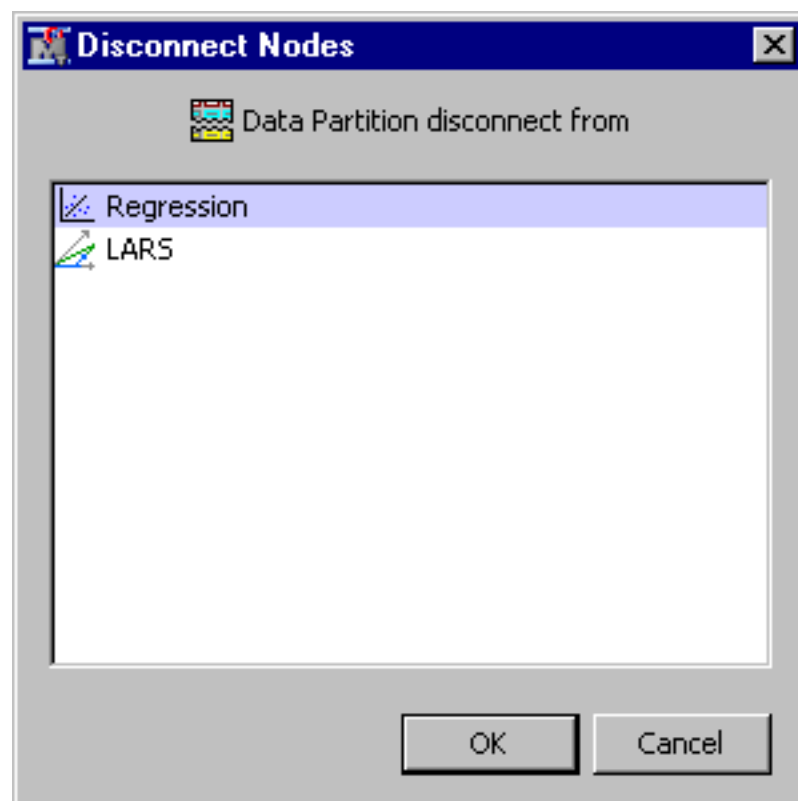 Disconnect Nodes
Data Partition disconnect from
Regression
LARS
OK
Cancel